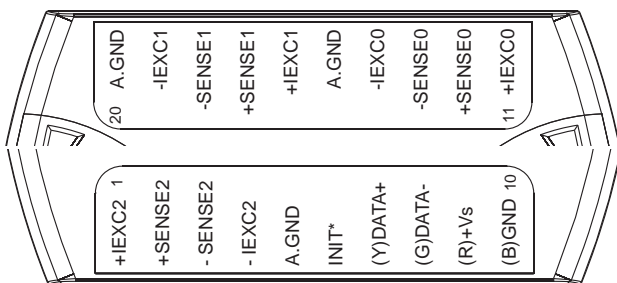 20 A.GND
-IEXC1
-SENSE1
+SENSE1
+IEXC1
A.GND
-IEXC0
-SENSE0
+SENSE0
11 +IEXC0
+IEXC2 1
+SENSE2
- SENSE2
- IEXC2
A.GND
INIT*
(Y)DATA+
(G)DATA-
(R)+Vs
(B)GND 10